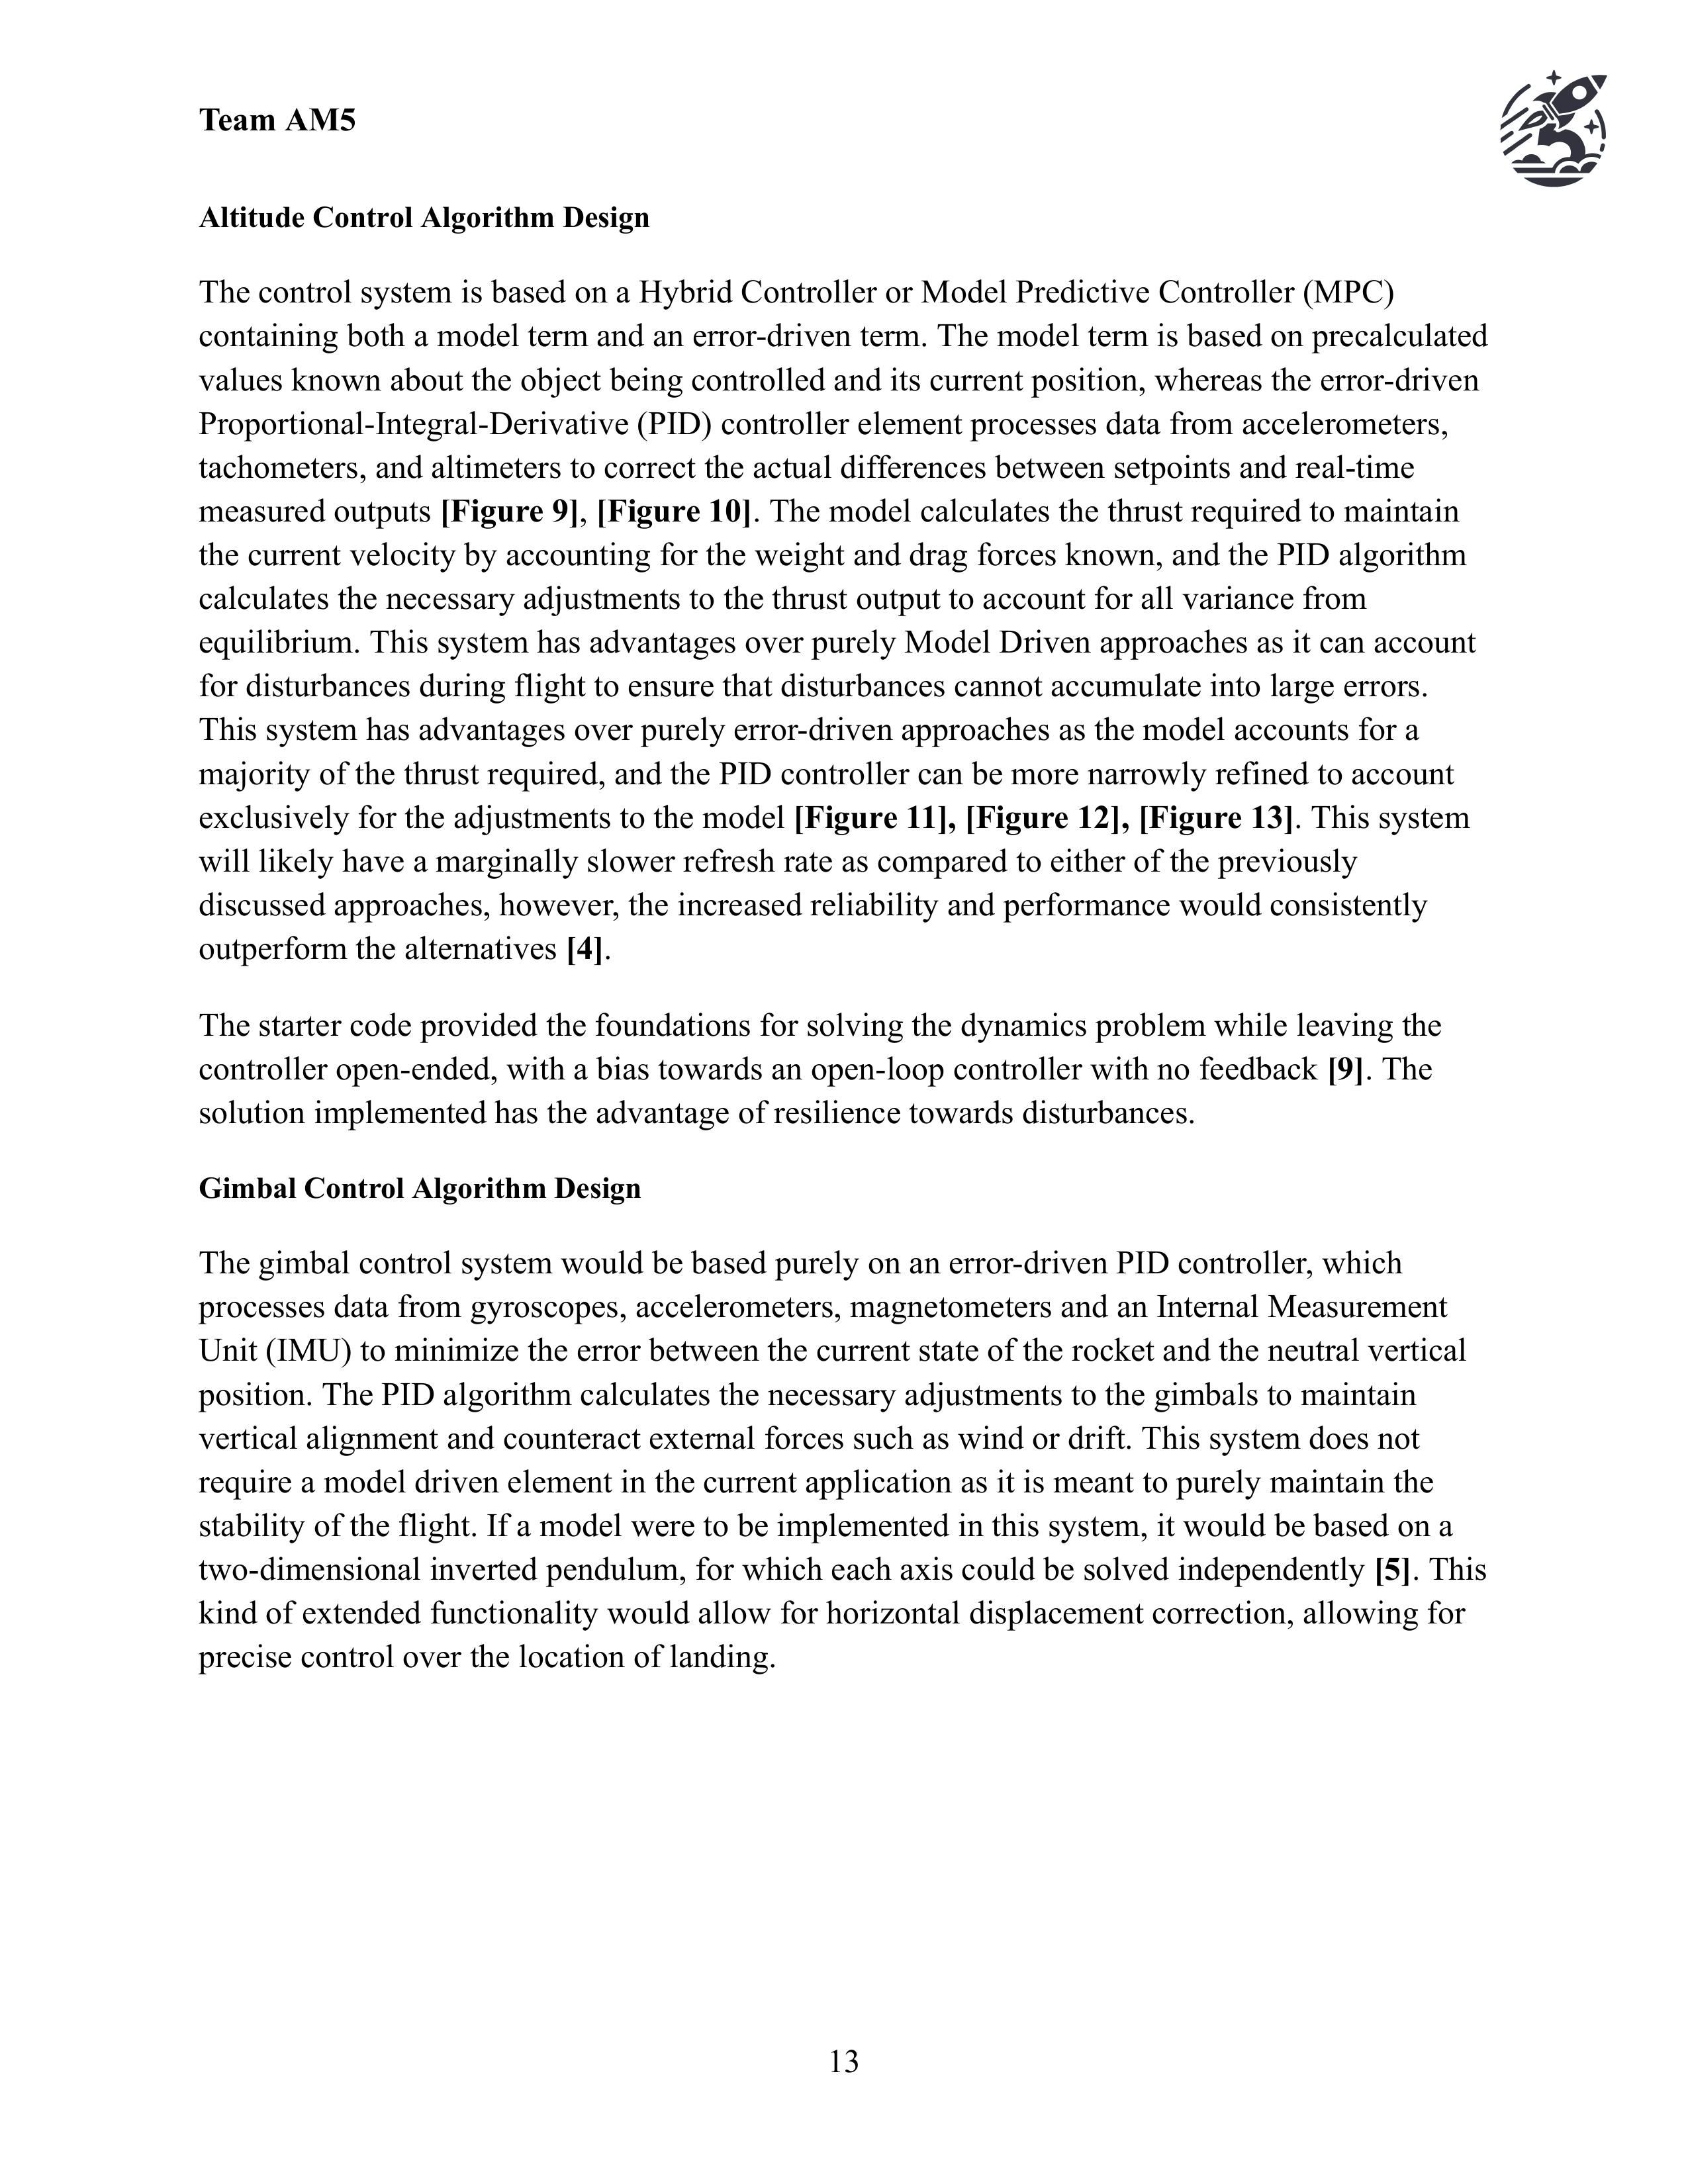 Team AM5
Altitude Control Algorithm Design
The control system is based on a Hybrid Controller or Model Predictive Controller (MPC)
containing both a model term and an error-driven term. The model term is based on precalculated
values known about the object being controlled and its current position, whereas the error-driven
Proportional-Integral-Derivative (PID) controller element processes data from accelerometers,
tachometers, and altimeters to correct the actual differences between setpoints and real-time
measured outputs [Figure 9], [Figure 10]. The model calculates the thrust required to maintain
the current velocity by accounting for the weight and drag forces known, and the PID algorithm
calculates the necessary adjustments to the thrust output to account for all variance from
equilibrium. This system has advantages over purely Model Driven approaches as it can account
for disturbances during flight to ensure that disturbances cannot accumulate into large errors.
This system has advantages over purely error-driven approaches as the model accounts for a
majority of the thrust required, and the PID controller can be more narrowly refined to account
exclusively for the adjustments to the model [Figure 11], [Figure 12], [Figure 13]. This system
will likely have a marginally slower refresh rate as compared to either of the previously
discussed approaches, however, the increased reliability and performance would consistently
outperform the alternatives [4].
The starter code provided the foundations for solving the dynamics problem while leaving the
controller open-ended, with a bias towards an open-loop controller with no feedback [9]. The
solution implemented has the advantage of resilience towards disturbances.
Gimbal Control Algorithm Design
The gimbal control system would be based purely on an error-driven PID controller, which
processes data from gyroscopes, accelerometers, magnetometers and an Internal Measurement
Unit (IMU) to minimize the error between the current state of the rocket and the neutral vertical
position. The PID algorithm calculates the necessary adjustments to the gimbals to maintain
vertical alignment and counteract external forces such as wind or drift. This system does not
require a model driven element in the current application as it is meant to purely maintain the
stability of the flight. If a model were to be implemented in this system, it would be based on a
two-dimensional inverted pendulum, for which each axis could be solved independently [5]. This
kind of extended functionality would allow for horizontal displacement correction, allowing for
precise control over the location of landing.
13